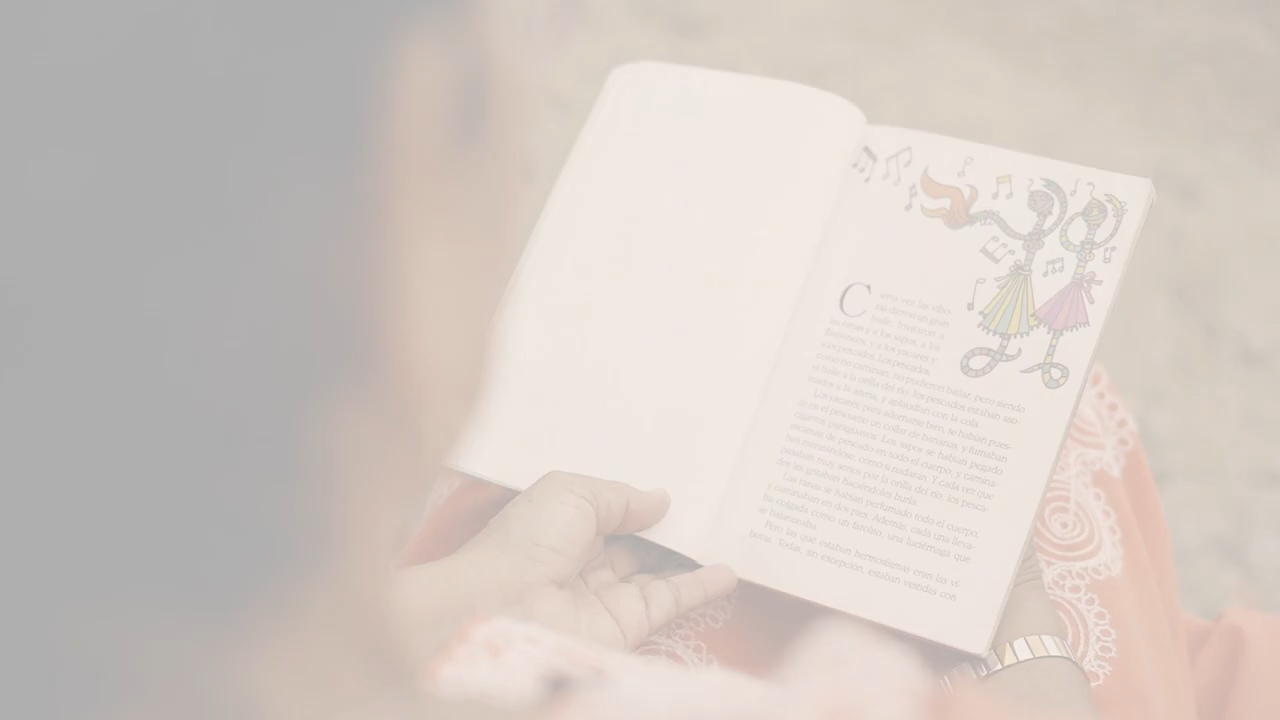 Cierta vez las víbo-
ras dieron un gran
baile. Invitaron a
las ranas y a los sapos, a los
flamencos, y a los yacarés y
a los pescados. Los pescados,
como no caminan, no pudieron bailar; pero siendo
el baile a la orilla del río, los pescados estaban aso-
mados a la arena, y aplaudían con la cola.
Los yacarés, para adornarse bien, se habían pues-
to en el pescuezo un collar de bananas, y fumaban
cigarros paraguayos. Los sapos se habían pegado
escamas de pescado en todo el cuerpo, y camina-
ban meneándose, como si nadaran. Y cada vez que
pasaban muy serios por la orilla del río, los pesca-
dos les gritaban haciéndoles burla.
Las ranas se habían perfumado todo el cuerpo,
y caminaban en dos pies. Además, cada una lleva-
ba colgada como un farolito, una luciérnaga que
se balanceaba.
Pero las que estaban hermosísimas eran las ví-
boras. Todas, sin excepción, estaban vestidas con